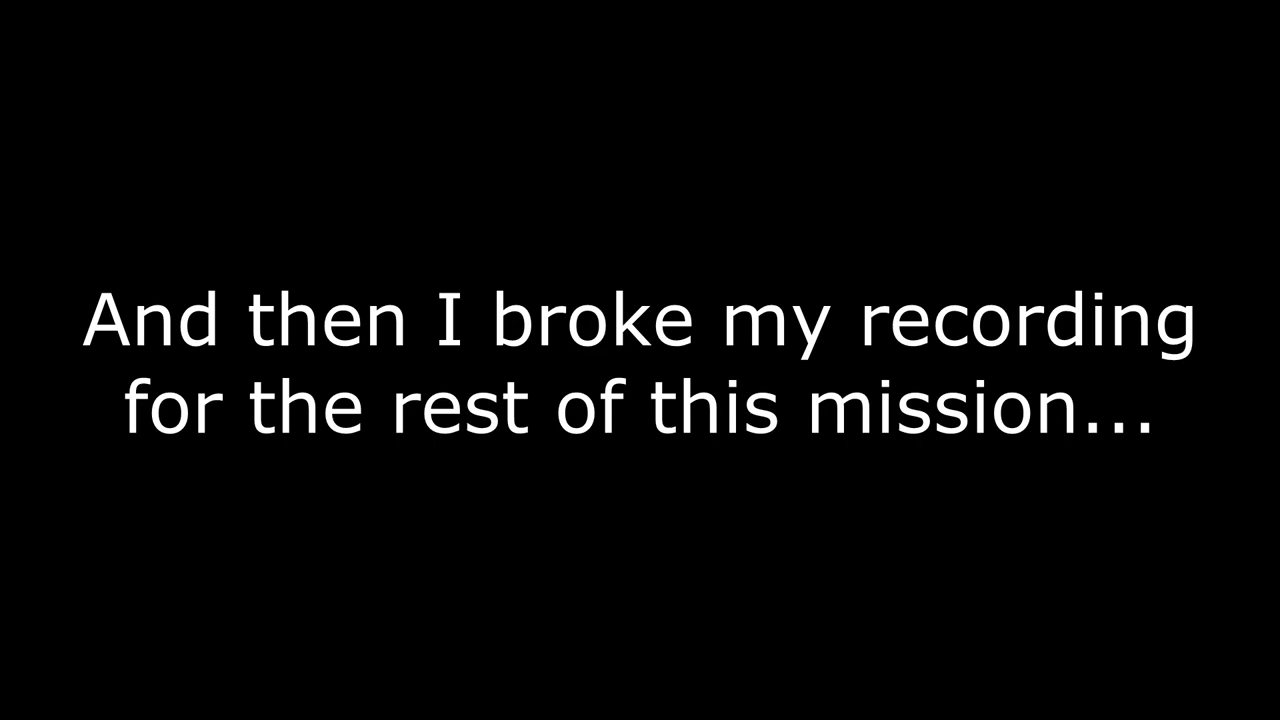 And then I broke my recording
for the rest of this mission...